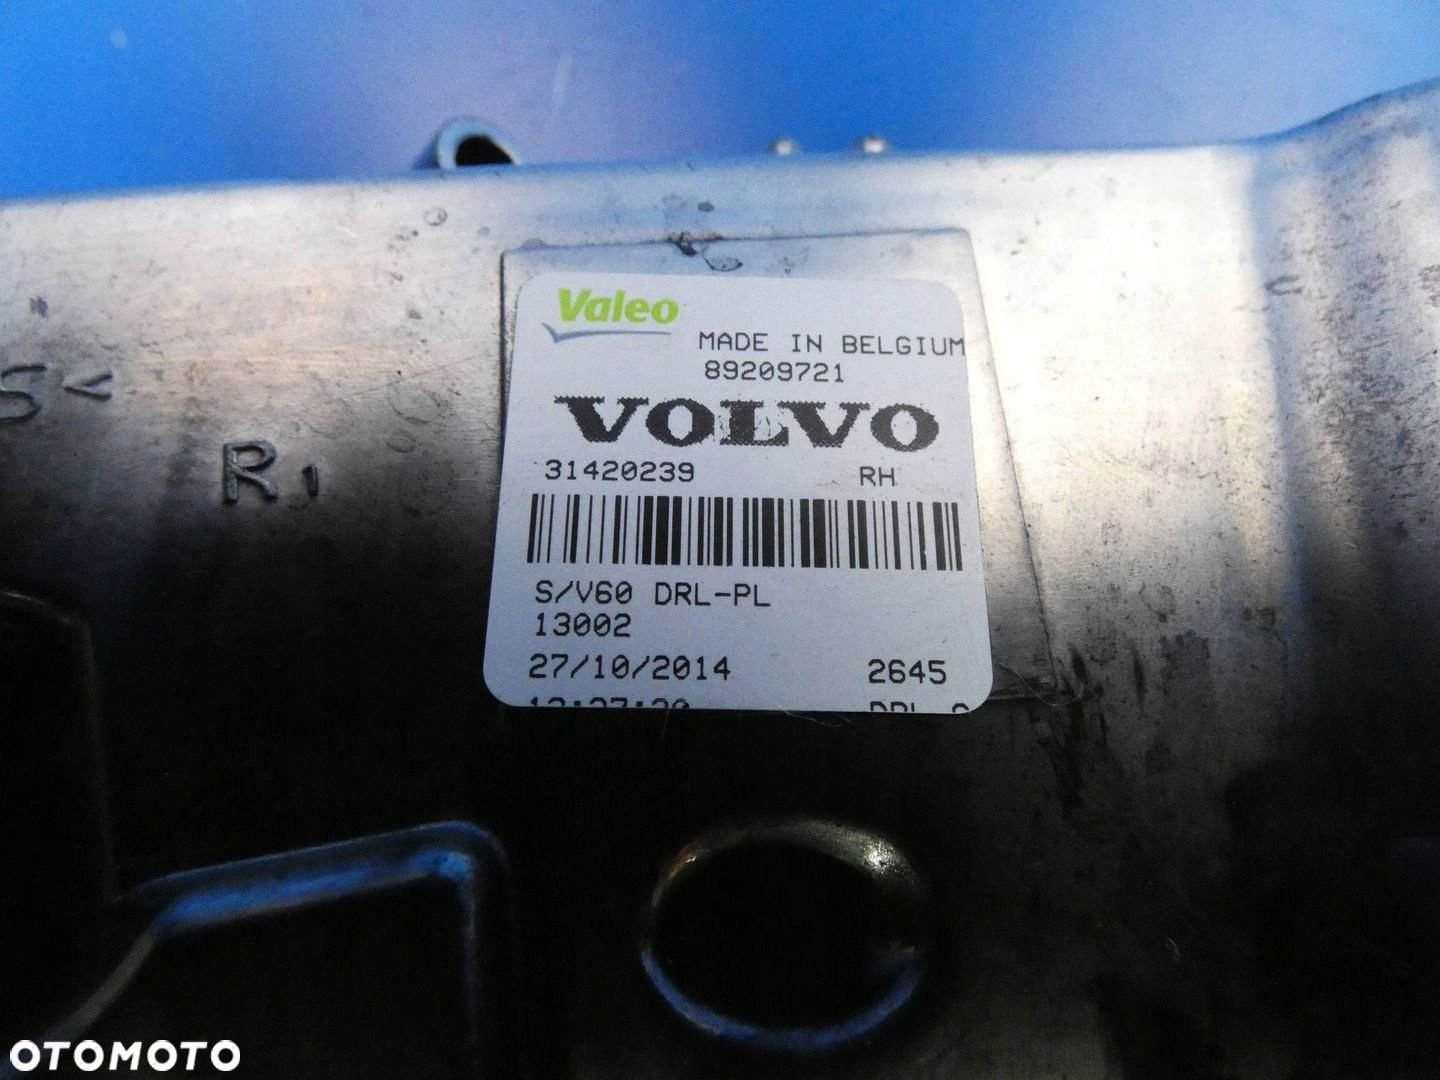 Valeo
MADE IN BELGIUM
89209721
VOLVO
31420239 RH
S/V60 DRL-PL
13002
27/10/2014 2645
S<
R1
OTOMOTO